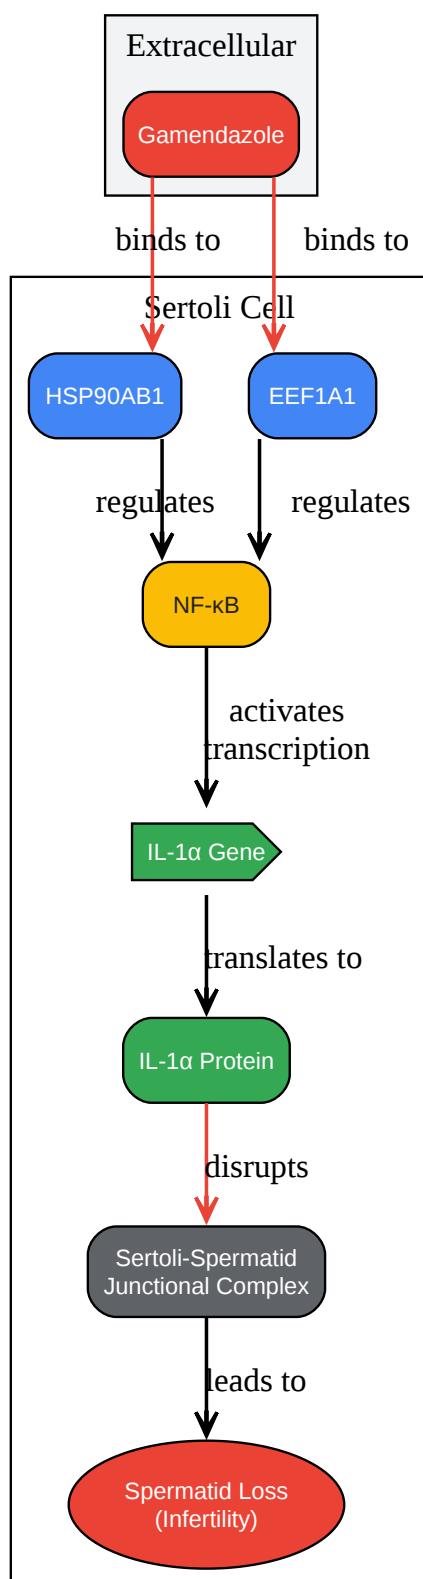 Extracellular
Gamendazole
binds to
binds to
Sertoli Cell
HSP90AB1
EEF1A1
regulates
regulates
NF-κB
activates
transcription
IL-1α Gene
translates to
IL-1α Protein
disrupts
Sertoli-Spermatid
Junctional Complex
leads to
Spermatid Loss
(Infertility)